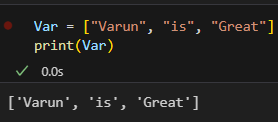 Var = ["Varun", "is", "Great"]
print(Var)
0.0s
['Varun', 'is', 'Great']